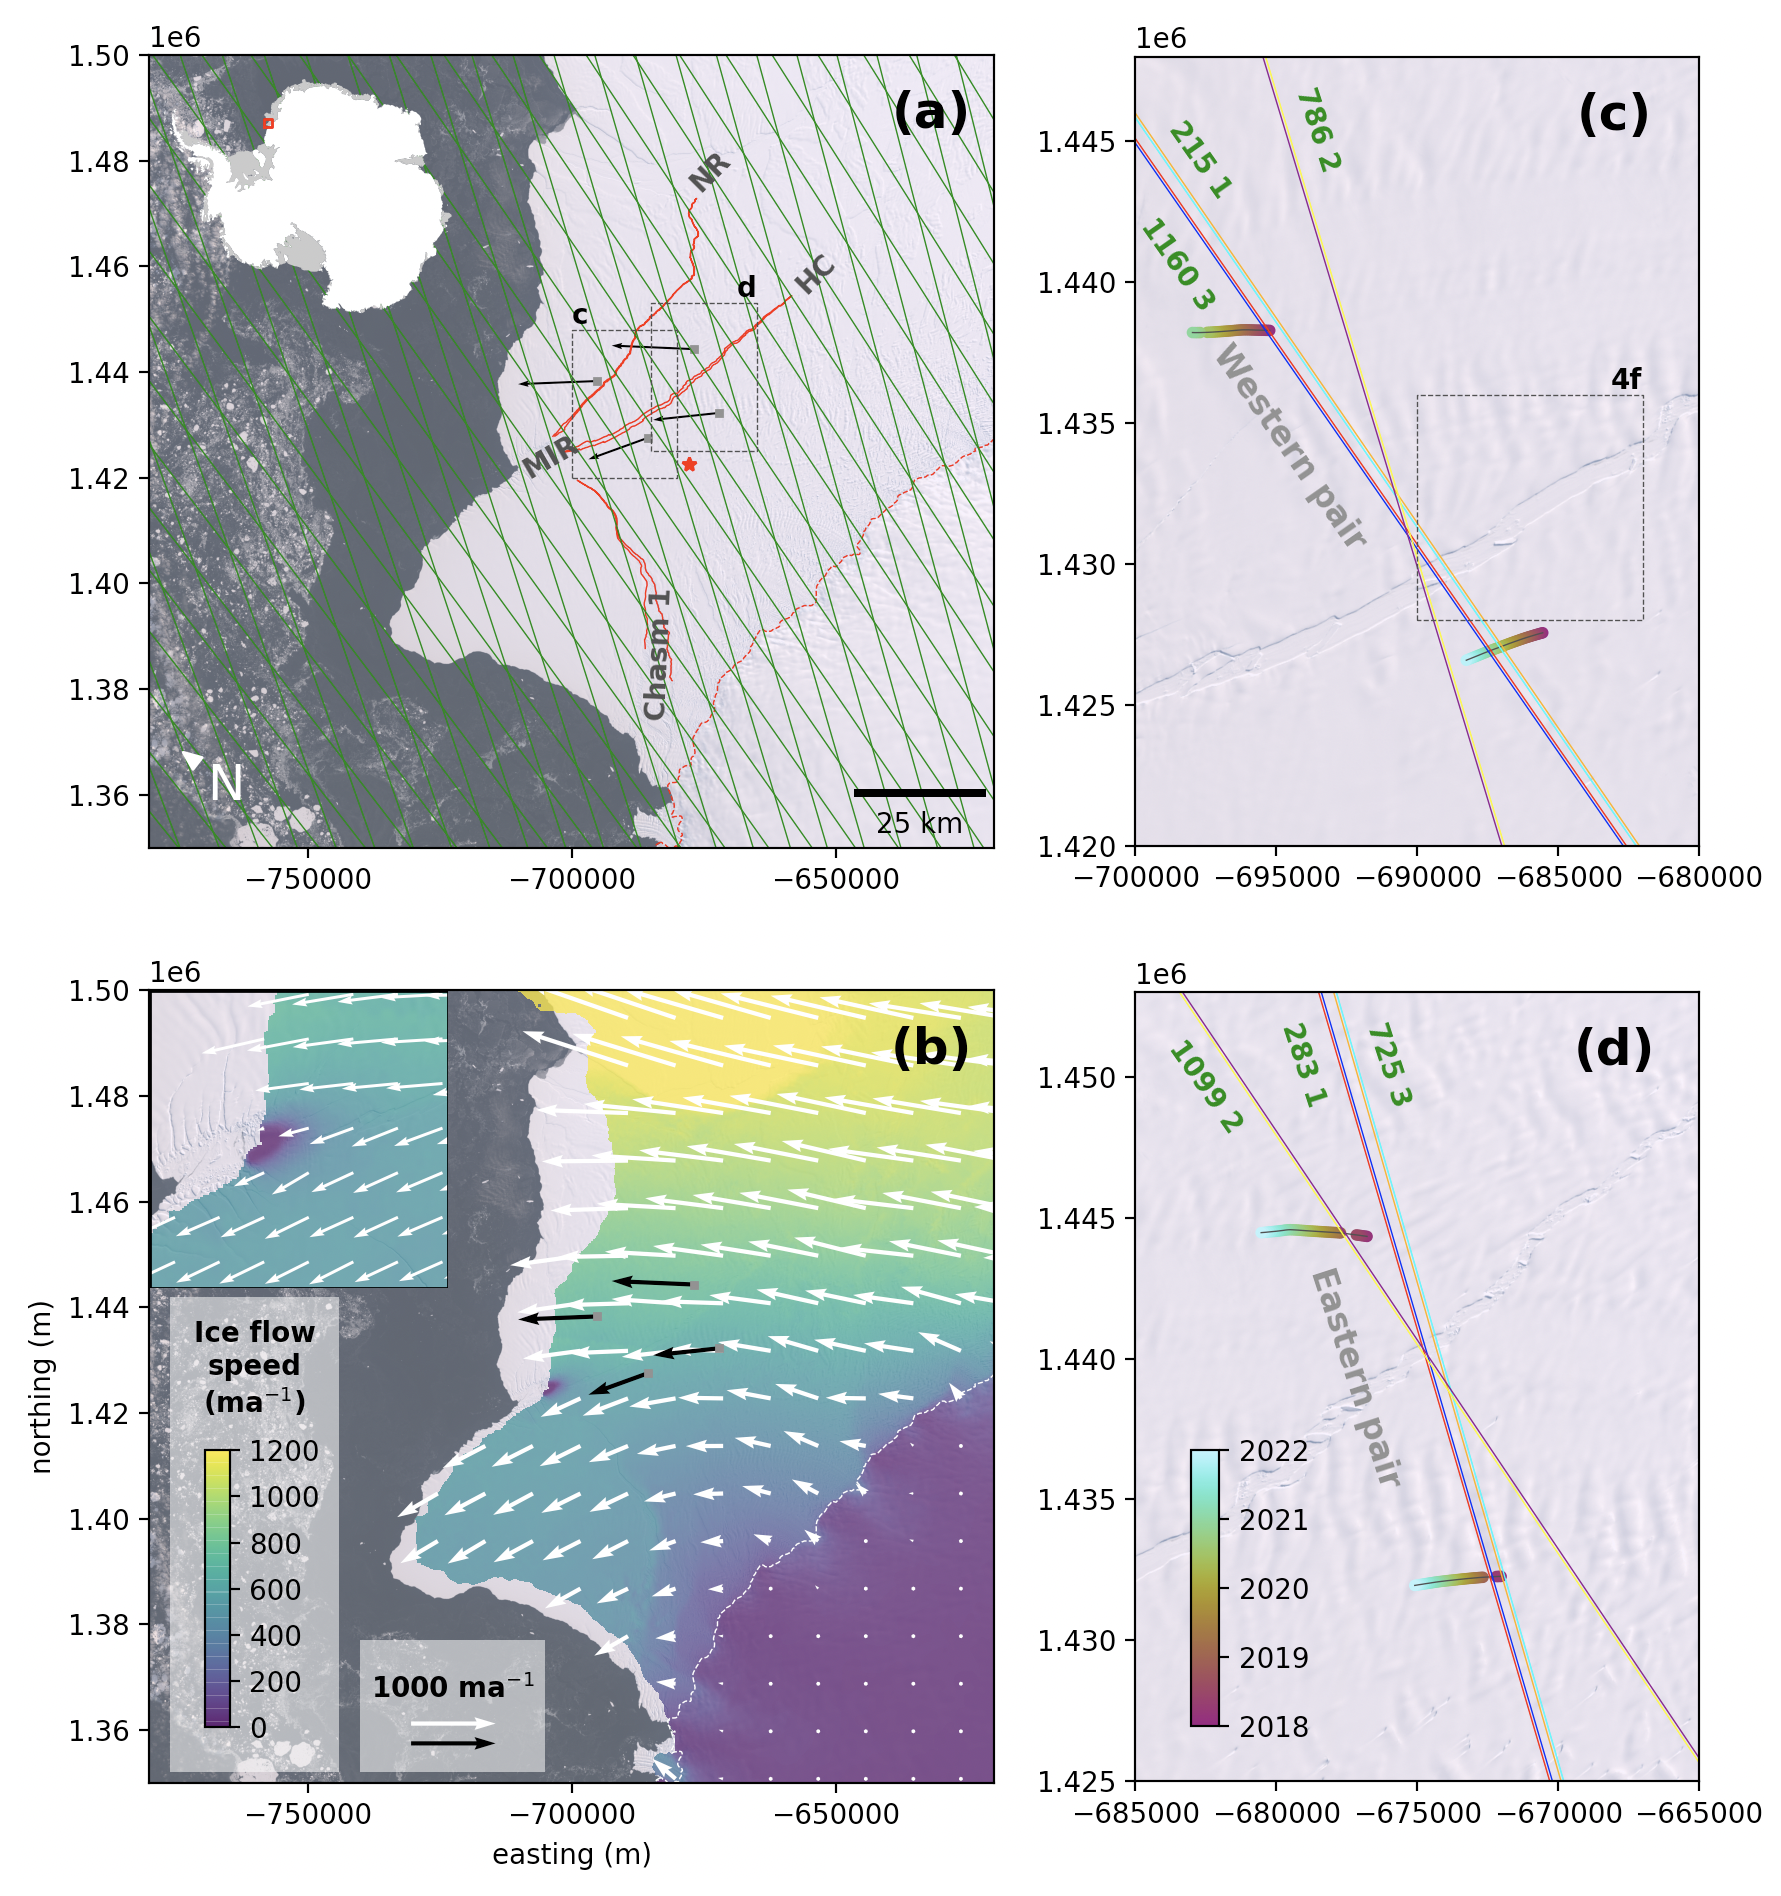 1e6
(a)
1.50
1.48
1.46
1.44
1.42
1.40
1.38
1.36
NR
HC
d
c
MIR
Chasm 1
N
25 km
−750000
−700000
−650000
1e6
(c)
1.445
1.440
1.435
1.430
1.425
1.420
786 2
215 1
1160 3
Western pair
4f
−700000
−695000
−690000
−685000
−680000
1e6
(b)
1.50
1.48
1.46
1.44
1.42
1.40
1.38
1.36
northing (m)
Ice flow
speed
(ma⁻¹)
1200
1000
800
600
400
200
0
1000 ma⁻¹
−750000
−700000
−650000
easting (m)
1e6
(d)
1.450
1.445
1.440
1.435
1.430
1.425
1099 2
283 1
725 3
Eastern pair
2022
2021
2020
2019
2018
−685000
−680000
−675000
−670000
−665000